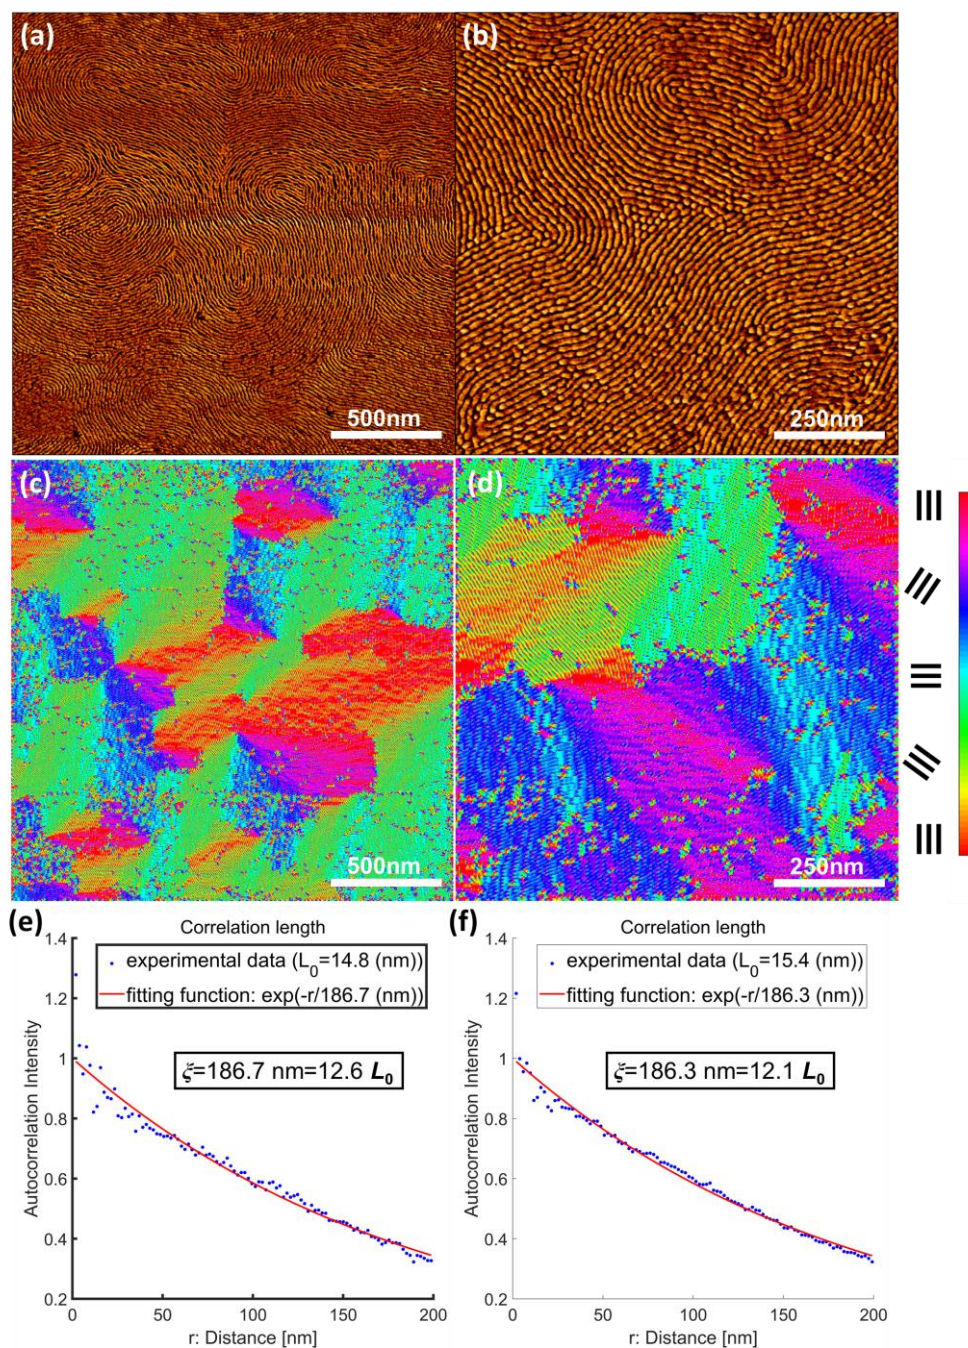 (a)
(b)
500nm
250nm
(c)
(d)
500nm
250nm
(e)
Correlation length
1.4
1.2
1
0.8
0.6
0.4
0.2
experimental data (L_0=14.8 (nm))
fitting function: exp(-r/186.7 (nm))
ξ=186.7 nm=12.6 L_0
Autocorrelation Intensity
0 50 100 150 200
r: Distance [nm]
(f)
Correlation length
1.4
1.2
1
0.8
0.6
0.4
0.2
experimental data (L_0=15.4 (nm))
fitting function: exp(-r/186.3 (nm))
ξ=186.3 nm=12.1 L_0
Autocorrelation Intensity
0 50 100 150 200
r: Distance [nm]